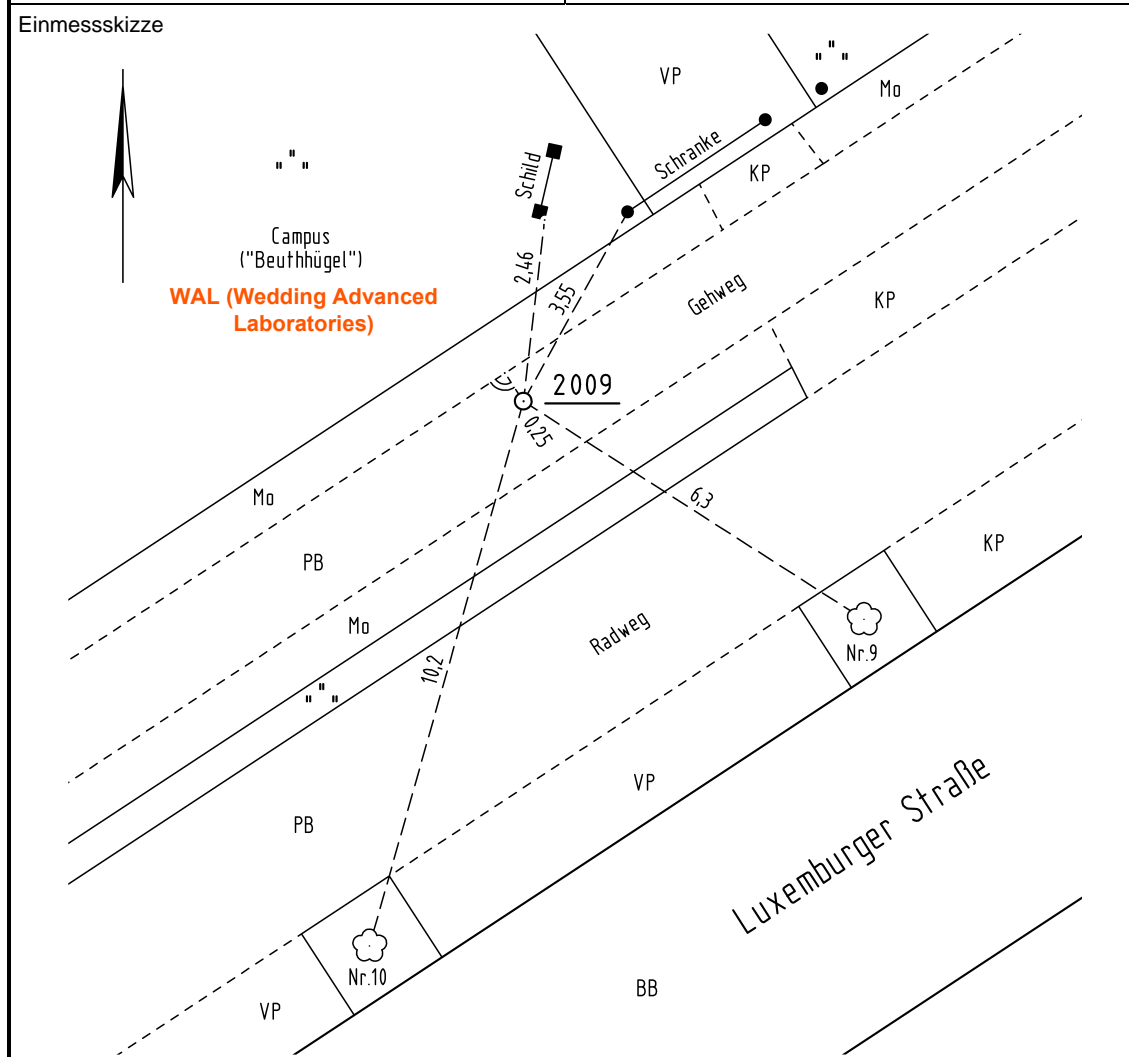 Einmessskizze
VP
Mo
Schranke
Schild
KP
Campus
("Beuthhügel")
WAL (Wedding Advanced
Laboratories)
2,46
3,55
Gehweg
KP
2009
0,25
Mo
6,3
PB
KP
Mo
Radweg
Nr.9
10,2
VP
PB
Luxemburger Straße
Nr.10
VP
BB